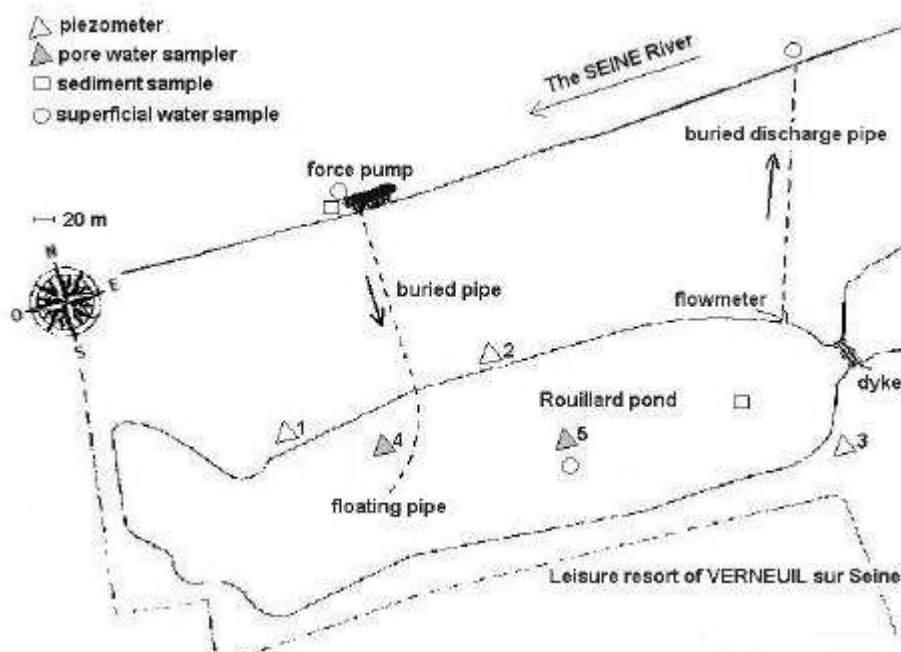 piezometer
pore water sampler
sediment sample
superficial water sample
The SEINE River
buried discharge pipe
force pump
20 m
N
E
O
S
buried pipe
flowmeter
2
dyke
Rouillard pond
1
4
5
3
floating pipe
Leisure resort of VERNEUIL sur Seine